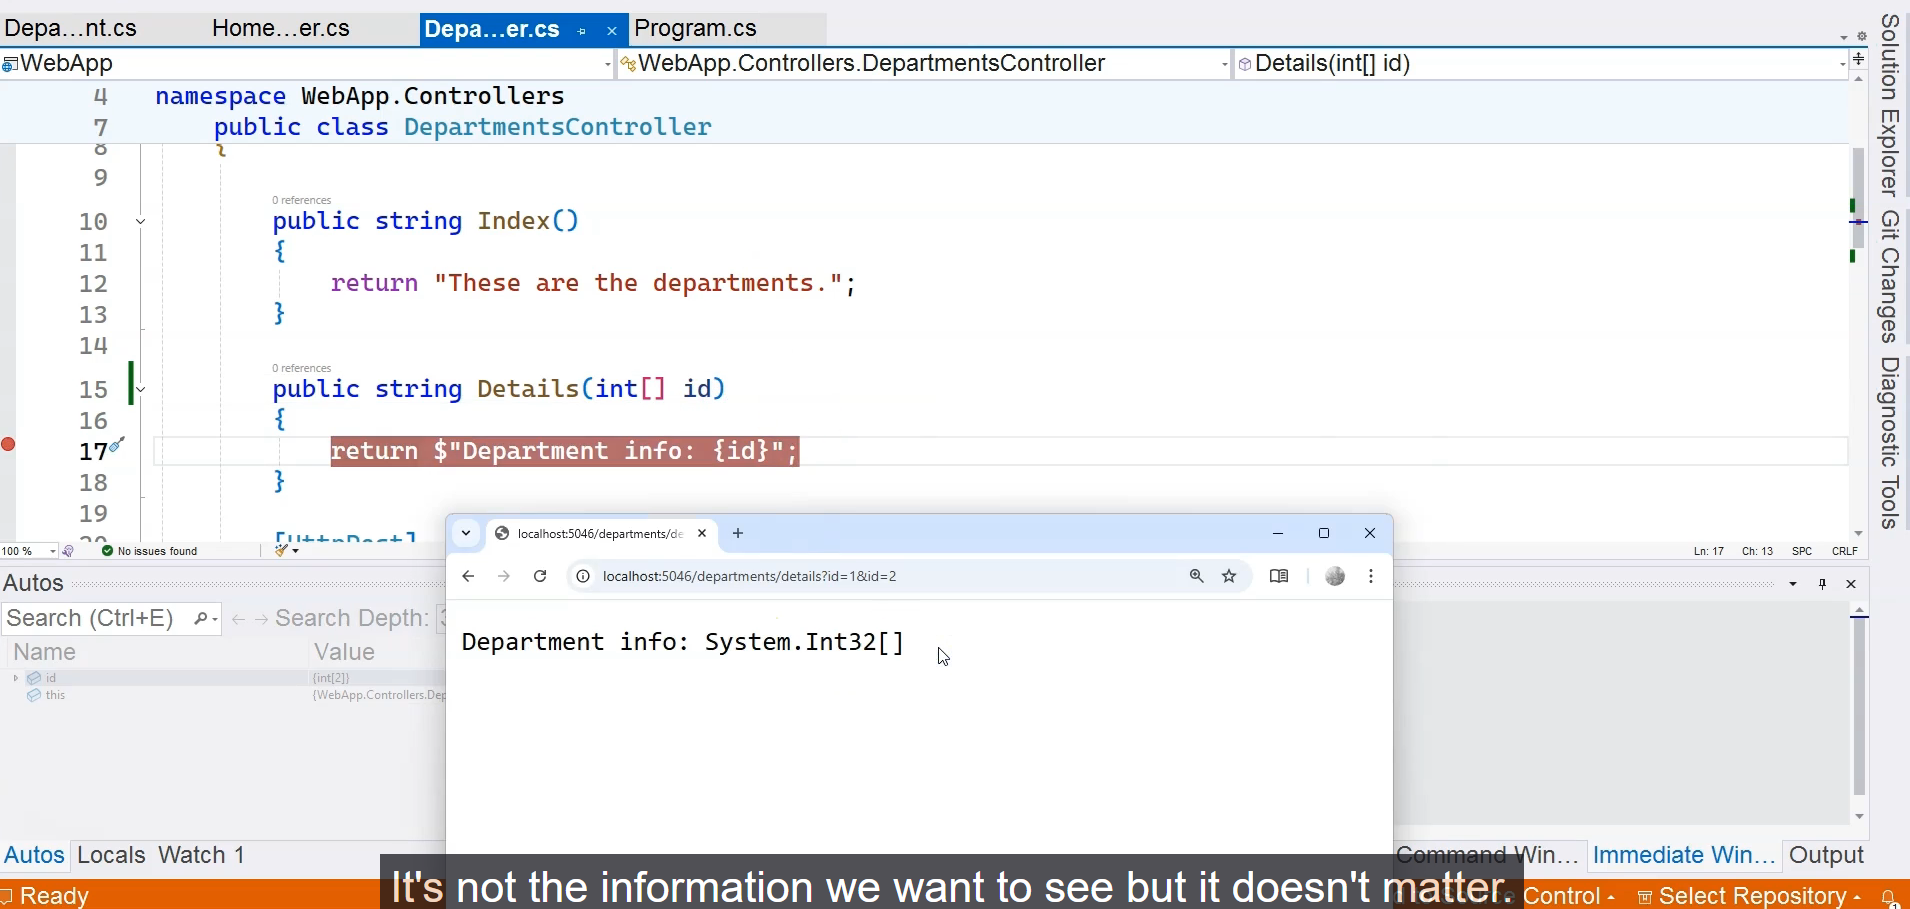 Depa...nt.cs Home...er.cs Depa...er.cs Program.cs
WebApp WebApp.Controllers.DepartmentsController Details(int[] id)
4 namespace WebApp.Controllers
7 public class DepartmentsController
8 {
9
0 references
10 public string Index()
11 {
12 return "These are the departments.";
13 }
14
0 references
15 public string Details(int[] id)
16 {
17 return $"Department info: {id}";
18 }
19
20 [HttpPost]
100 % No issues found Ln: 17 Ch: 13 SPC CRLF
Autos
Search (Ctrl+E) Search Depth: 3
Name Value
id {int[2]}
this {WebApp.Controllers.Dep
Autos Locals Watch 1
localhost:5046/departments/de
localhost:5046/departments/details?id=1&id=2
Department info: System.Int32[]
Command Win... Immediate Win... Output
It's not the information we want to see but it doesn't matter.
Ready Source Control Select Repository 1
Solution Explorer
Git Changes
Diagnostic Tools